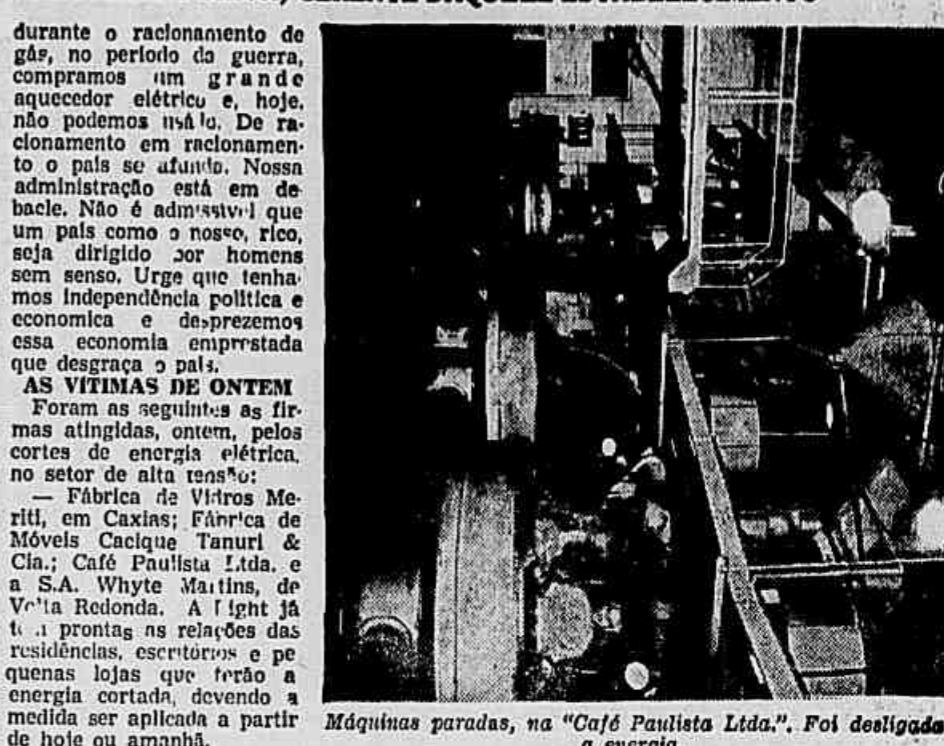 GERENTE DAQUELE ESTABELECIMENTO
durante o racionamento de
gás, no período da guerra,
compramos um grande
aquecedor elétrico e, hoje,
não podemos usá-lo. De ra-
cionamento em racionamen-
to o país se afunda. Nossa
administração está em de-
bacle. Não é admissivel que
um país como o nosso, rico,
seja dirigido por homens
sem senso. Urge que tenha-
mos independência política e
economica e desprezemos
essa economia emprestada
que desgraça o país.
AS VITIMAS DE ONTEM
Foram as seguintes as fir-
mas atingidas, ontem, pelos
cortes de energia elétrica,
no setor de alta tensão:
— Fábrica de Vidros Me-
riti, em Caxias; Fábrica de
Móveis Cacique Tanuri &
Cia.; Café Paulista Ltda. e
a S.A. Whyte Martins, de
Volta Redonda. A Light já
tem prontas as relações das
residências, escritórios e pe
quenas lojas que terão a
energia cortada, devendo a
medida ser aplicada a partir
de hoje ou amanhã.
Máquinas paradas, na "Café Paulista Ltda.". Foi desligada
a energia